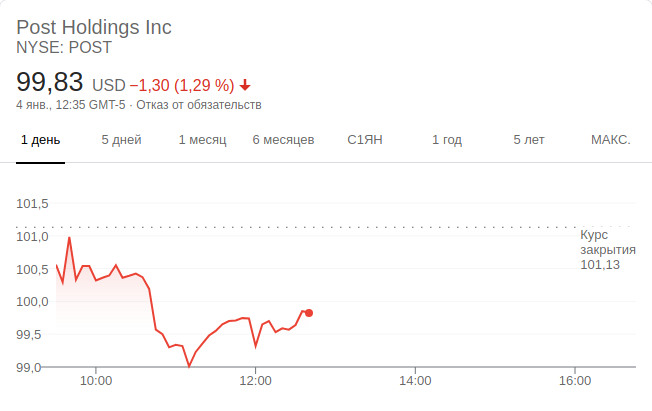 Post Holdings Inc
NYSE: POST
99,83 USD −1,30 (1,29 %)
4 янв., 12:35 GMT-5 · Отказ от обязательств
1 день 5 дней 1 месяц 6 месяцев С1ЯН 1 год 5 лет МАКС.
101,5
101,0
100,5
100,0
99,5
99,0
Курс
закрытия
101,13
10:00 12:00 14:00 16:00